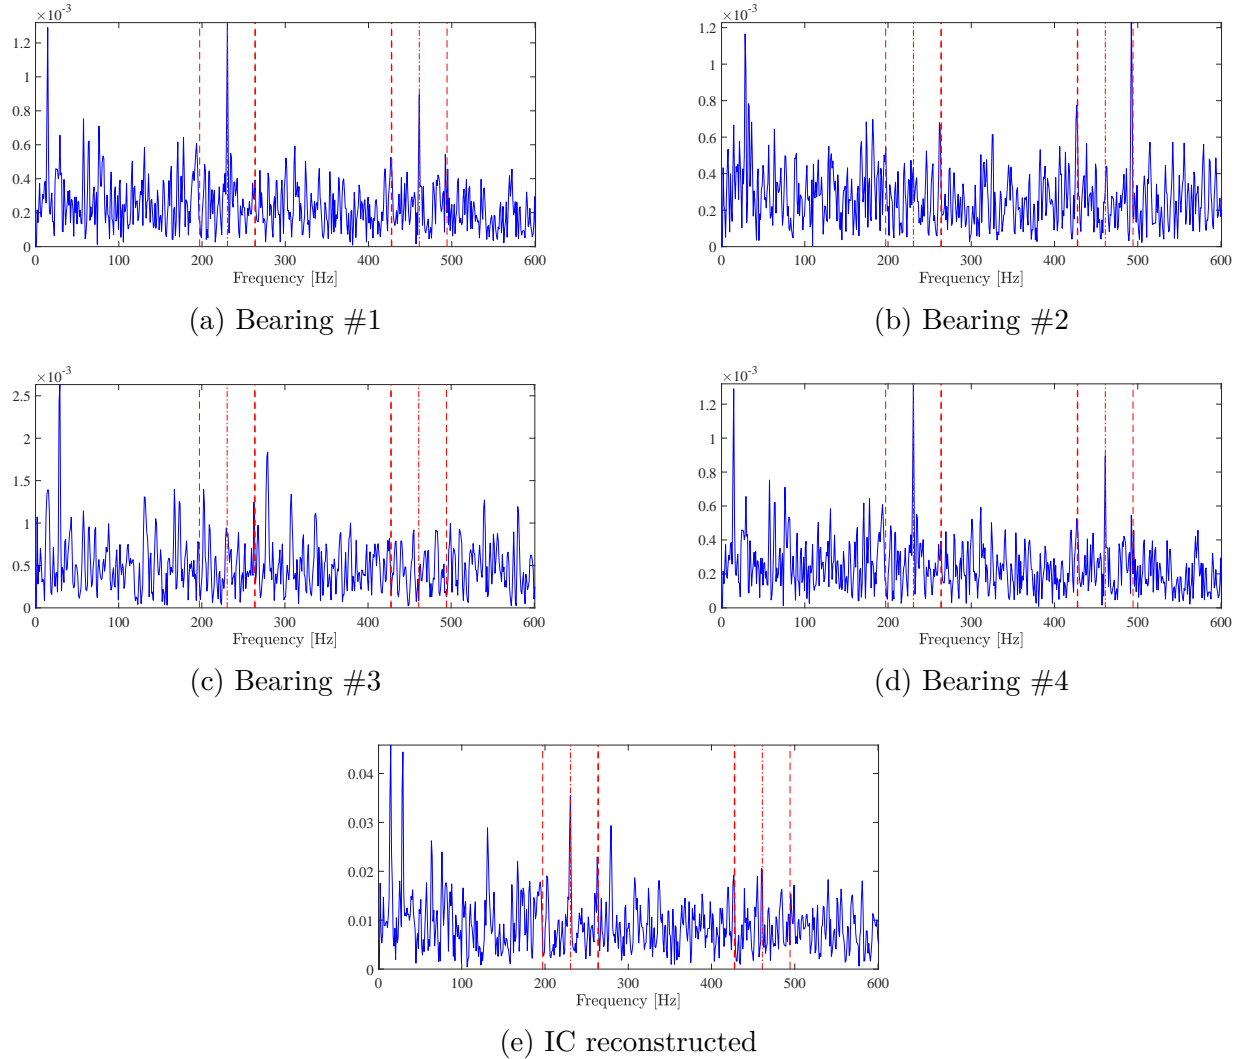 ×10⁻³
1.2
1
0.8
0.6
0.4
0.2
0
0 100 200 300 400 500 600
Frequency [Hz]
(a) Bearing #1
×10⁻³
1.2
1
0.8
0.6
0.4
0.2
0
0 100 200 300 400 500 600
Frequency [Hz]
(b) Bearing #2
×10⁻³
2.5
2
1.5
1
0.5
0
0 100 200 300 400 500 600
Frequency [Hz]
(c) Bearing #3
×10⁻³
1.2
1
0.8
0.6
0.4
0.2
0
0 100 200 300 400 500 600
Frequency [Hz]
(d) Bearing #4
0.04
0.03
0.02
0.01
0
0 100 200 300 400 500 600
Frequency [Hz]
(e) IC reconstructed